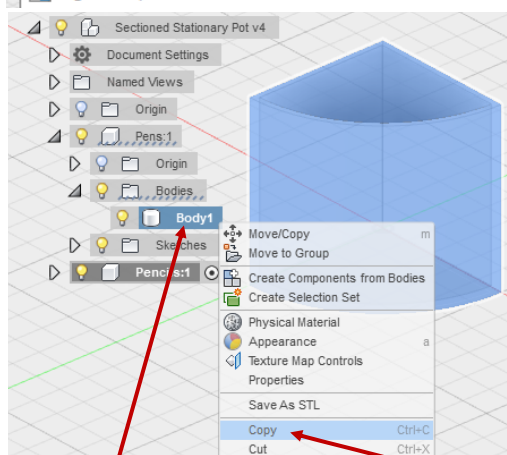 Sectioned Stationary Pot v4
Document Settings
Named Views
Origin
Pens:1
Origin
Bodies
Body1
Sketches
Pencils:1
Move/Copy m
Move to Group
Create Components from Bodies
Create Selection Set
Physical Material
Appearance a
Texture Map Controls
Properties
Save As STL
Copy Ctrl+C
Cut Ctrl+X